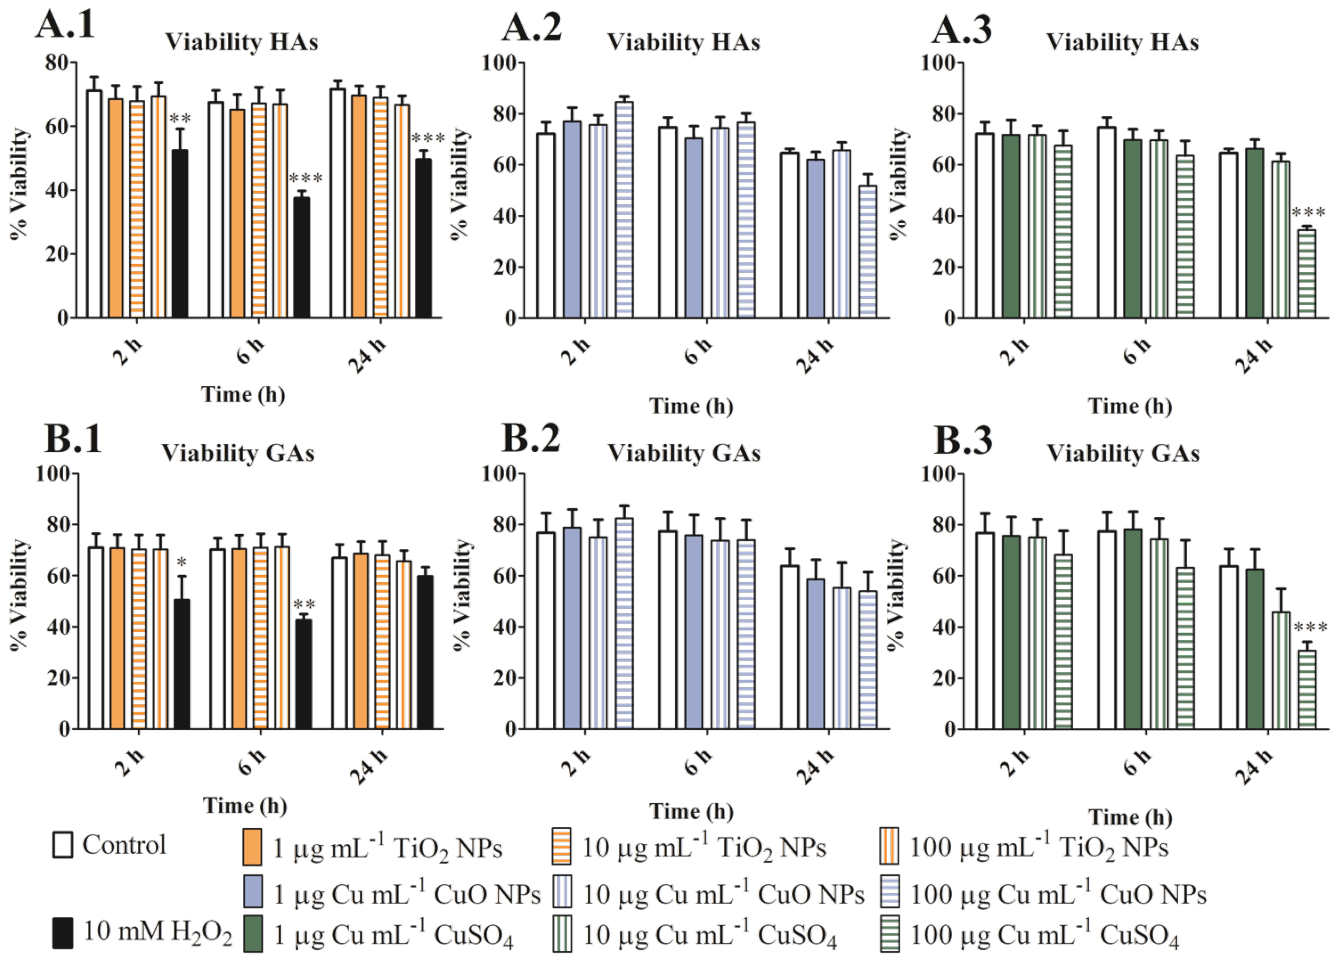 A.1
Viability HAs
% Viability
80
60
40
20
0
**
***
***
2 h
6 h
24 h
Time (h)
A.2
Viability HAs
% Viability
100
80
60
40
20
0
2 h
6 h
24 h
Time (h)
A.3
Viability HAs
% Viability
100
80
60
40
20
0
***
2 h
6 h
24 h
Time (h)
B.1
Viability GAs
% Viability
100
80
60
40
20
0
*
**
2 h
6 h
24 h
Time (h)
B.2
Viability GAs
% Viability
100
80
60
40
20
0
2 h
6 h
24 h
Time (h)
B.3
Viability GAs
% Viability
100
80
60
40
20
0
***
2 h
6 h
24 h
Time (h)
Control
1 µg mL⁻¹ TiO₂ NPs
10 µg mL⁻¹ TiO₂ NPs
100 µg mL⁻¹ TiO₂ NPs
1 µg Cu mL⁻¹ CuO NPs
10 µg Cu mL⁻¹ CuO NPs
100 µg Cu mL⁻¹ CuO NPs
10 mM H₂O₂
1 µg Cu mL⁻¹ CuSO₄
10 µg Cu mL⁻¹ CuSO₄
100 µg Cu mL⁻¹ CuSO₄